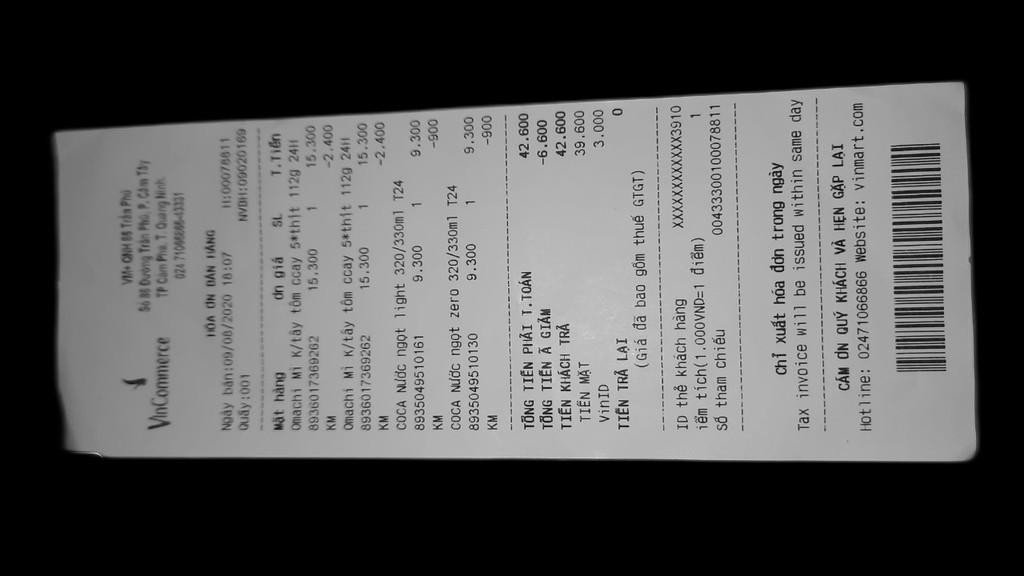 VinCommerce
VM+ QNH 88 Trần Phú
Số 88 Đường Trần Phú, P. Cẩm Tây
TP Cẩm Phả, T. Quảng Ninh
024.71066866-43331
HÓA ƠN BÁN HÀNG
Ngày bán:09/08/2020 18:07 H:00078811
Quầy:001 NVBH:09020169
Mặt hàng ơn giá SL T.Tiền
Omachi Mì K/tây tôm ccay 5*thịt 112g 24H
8936017369262 15.300 1 15.300
KM -2.400
Omachi Mì K/tây tôm ccay 5*thịt 112g 24H
8936017369262 15.300 1 15.300
KM -2.400
COCA Nước ngọt light 320/330ml T24
8935049510161 9.300 1 9.300
KM -900
COCA Nước ngọt zero 320/330ml T24
8935049510130 9.300 1 9.300
KM -900
TỔNG TIỀN PHẢI T.TOÁN 42.600
TỔNG TIỀN Ã GIẢM -6.600
TIỀN KHÁCH TRẢ 42.600
TIỀN MẶT 39.600
VinID 3.000
TIỀN TRẢ LẠI 0
(Giá đã bao gồm thuế GTGT)
ID thẻ khách hàng XXXXXXXXXXXX3910
iểm tích(1.000VND=1 điểm) 1
Số tham chiếu 00433300100078811
Chỉ xuất hóa đơn trong ngày
Tax invoice will be issued within same day
CẢM ƠN QUÝ KHÁCH VÀ HẸN GẶP LẠI
Hotline: 02471066866 Website: vinmart.com